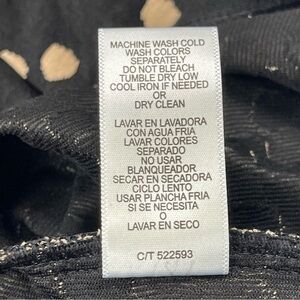 MACHINE WASH COLD
WASH COLORS
SEPARATELY
DO NOT BLEACH
TUMBLE DRY LOW
COOL IRON IF NEEDED
OR
DRY CLEAN
LAVAR EN LAVADORA
CON AGUA FRIA
LAVAR COLORES
SEPARADO
NO USAR
BLANQUEADOR
SECAR EN SECADORA
CICLO LENTO
USAR PLANCHA FRIA
SI SE NECESITA
O
LAVAR EN SECO
C/T 522593